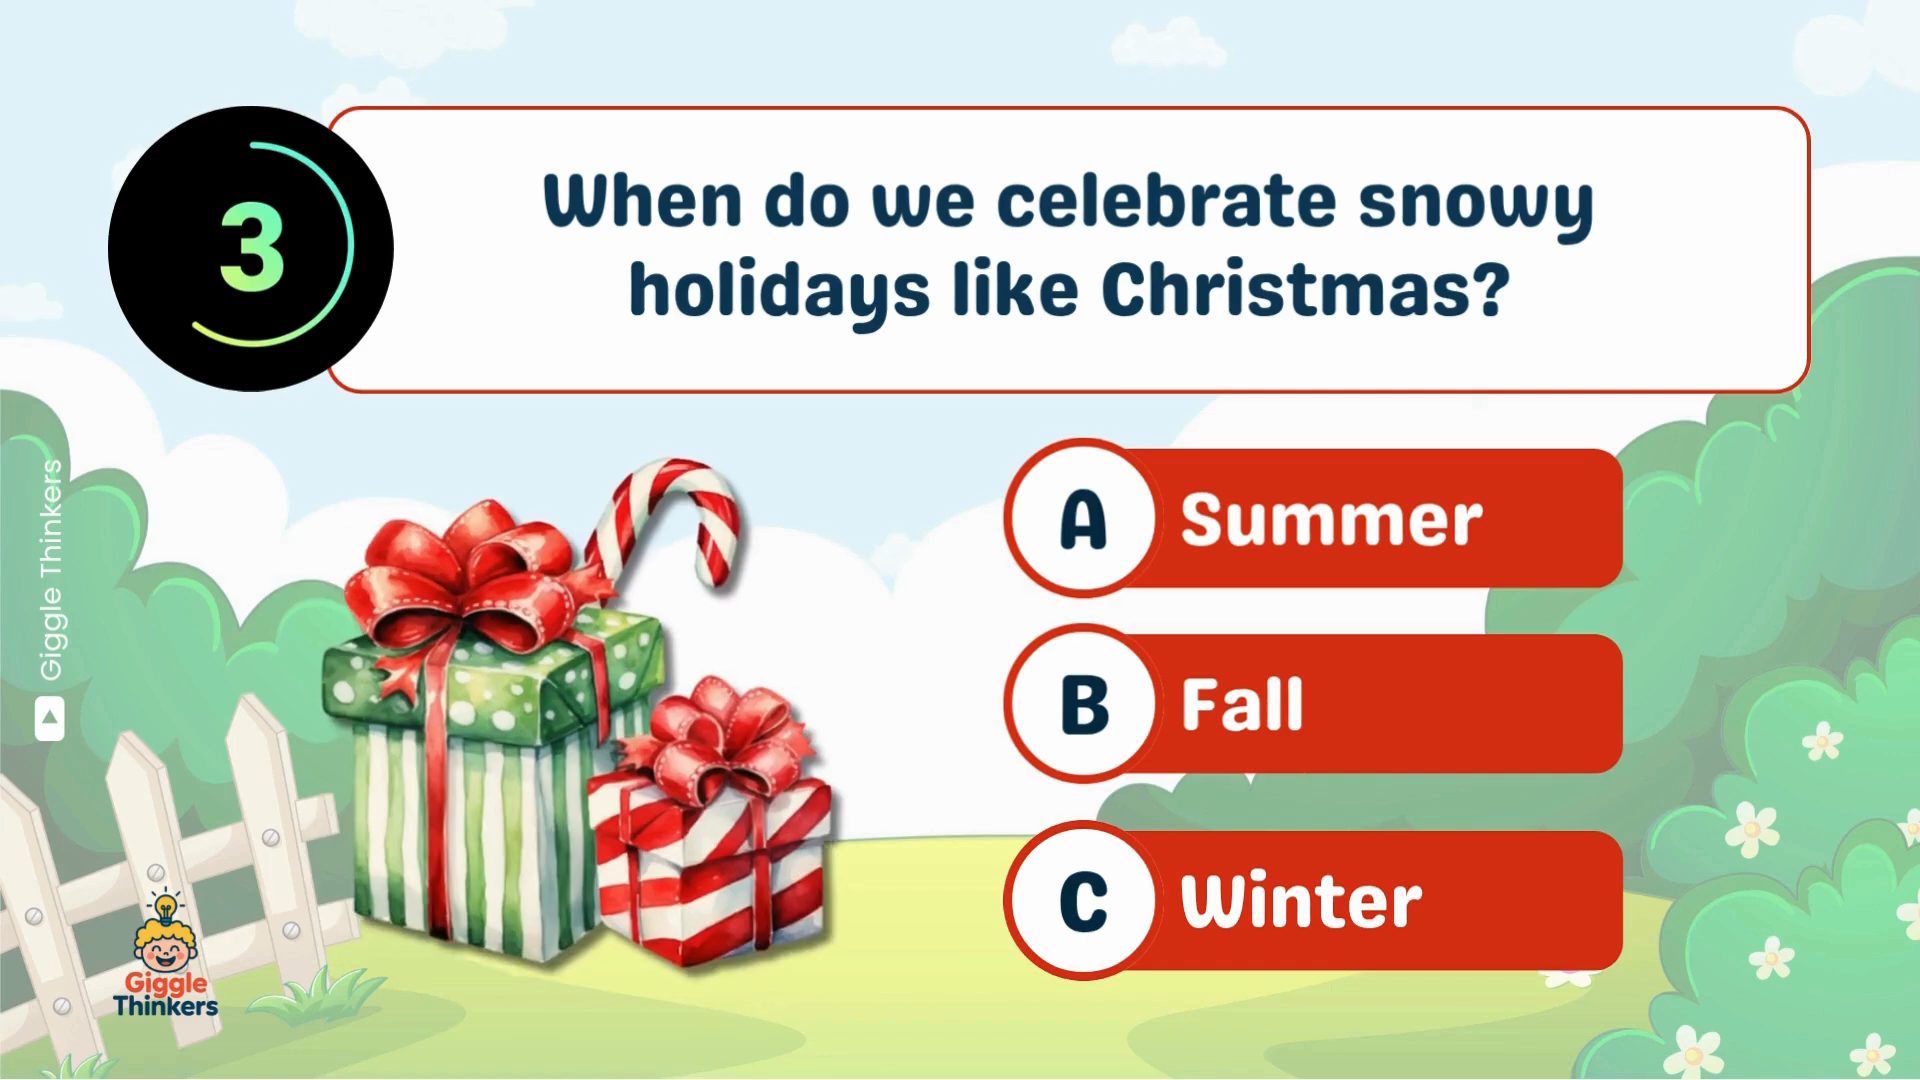 3
When do we celebrate snowy
holidays like Christmas?
A Summer
B Fall
C Winter
Giggle Thinkers
Giggle
Thinkers